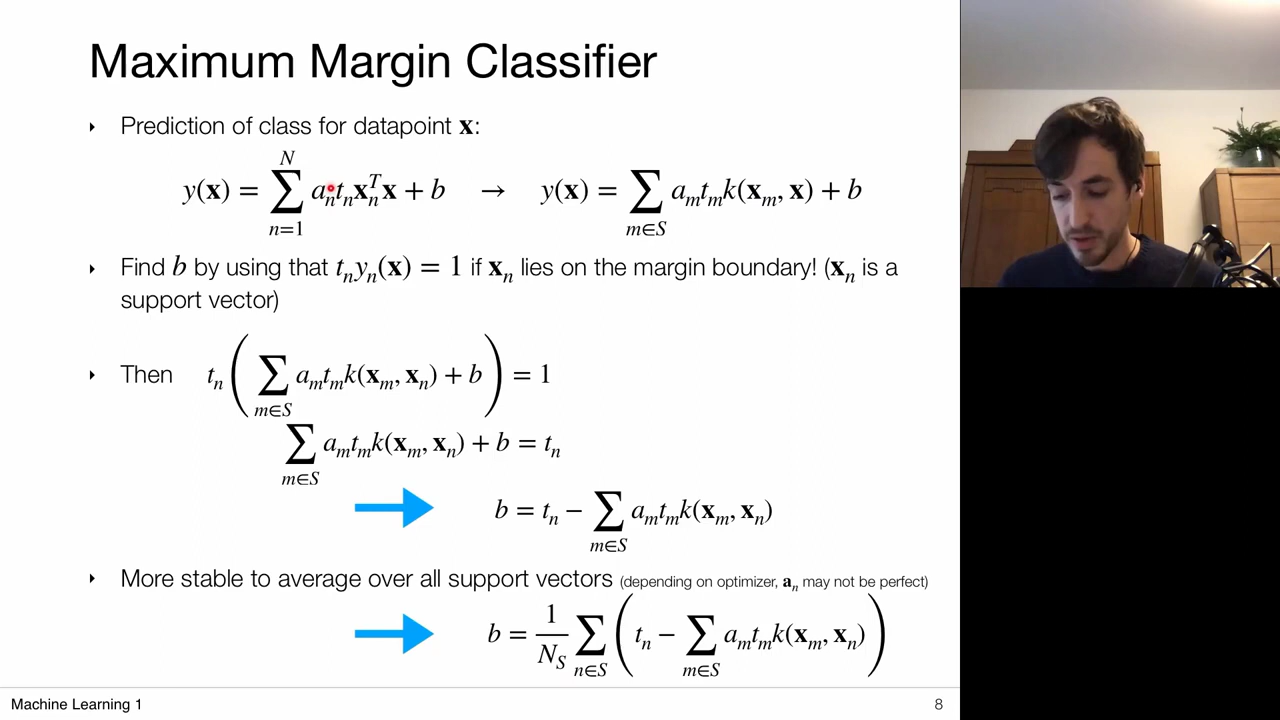 Maximum Margin Classifier
‣ Prediction of class for datapoint x:
y(x) = ∑_{n=1}^{N} a_n t_n x_n^T x + b → y(x) = ∑_{m∈S} a_m t_m k(x_m, x) + b
‣ Find b by using that t_n y_n(x) = 1 if x_n lies on the margin boundary! (x_n is a
support vector)
‣ Then t_n ( ∑_{m∈S} a_m t_m k(x_m, x_n) + b ) = 1
∑_{m∈S} a_m t_m k(x_m, x_n) + b = t_n
b = t_n − ∑_{m∈S} a_m t_m k(x_m, x_n)
‣ More stable to average over all support vectors (depending on optimizer, a_n may not be perfect)
b = 1/N_S ∑_{n∈S} ( t_n − ∑_{m∈S} a_m t_m k(x_m, x_n) )
Machine Learning 1 8